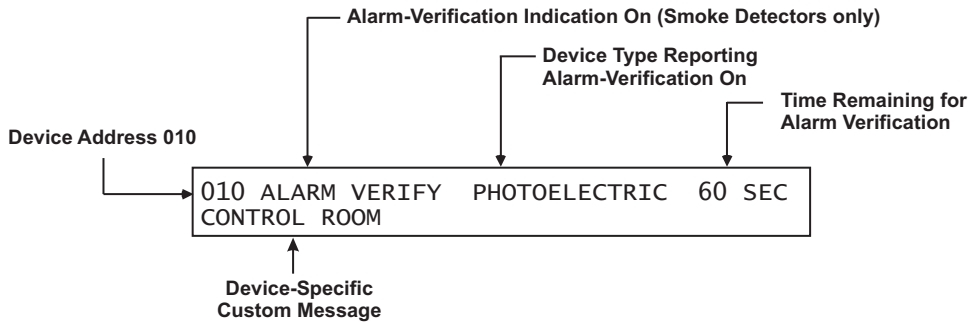 Alarm-Verification Indication On (Smoke Detectors only)
Device Type Reporting
Alarm-Verification On
Time Remaining for
Alarm Verification
Device Address 010
010 ALARM VERIFY PHOTOELECTRIC 60 SEC
CONTROL ROOM
Device-Specific
Custom Message